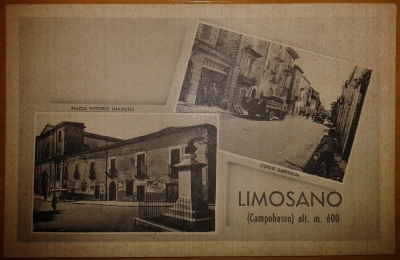 PIAZZA VITTORIO EMANUELE
CORSO GARIBALDI
LIMOSANO
(Campobasso) alt. m. 600